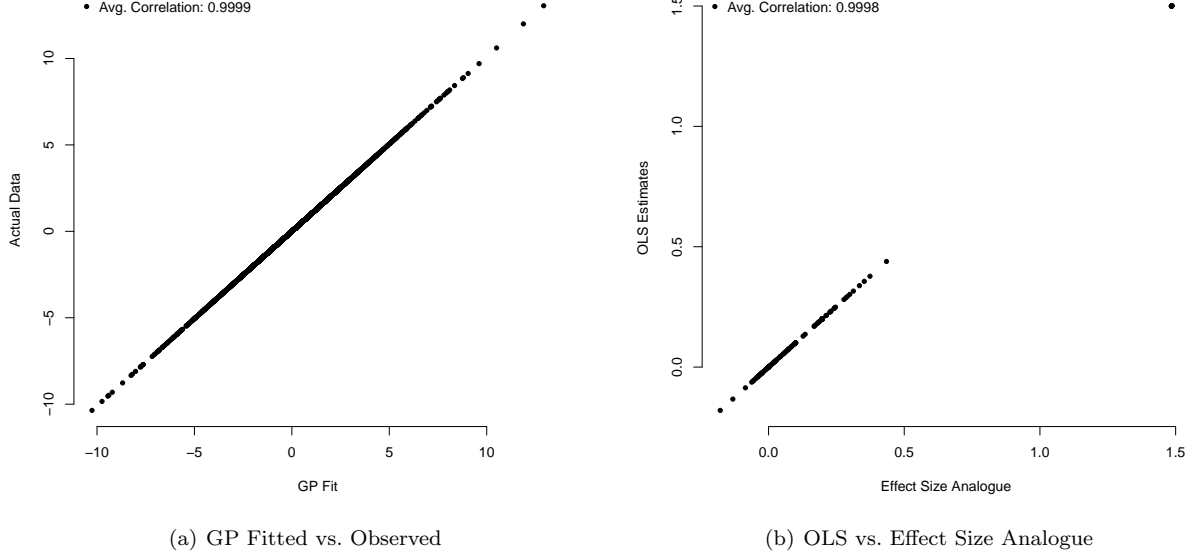 Avg. Correlation: 0.9999
Actual Data
10
5
0
−5
−10
−10 −5 0 5 10
GP Fit
(a) GP Fitted vs. Observed
Avg. Correlation: 0.9998
OLS Estimates
1.5
1.0
0.5
0.0
0.0 0.5 1.0 1.5
Effect Size Analogue
(b) OLS vs. Effect Size Analogue